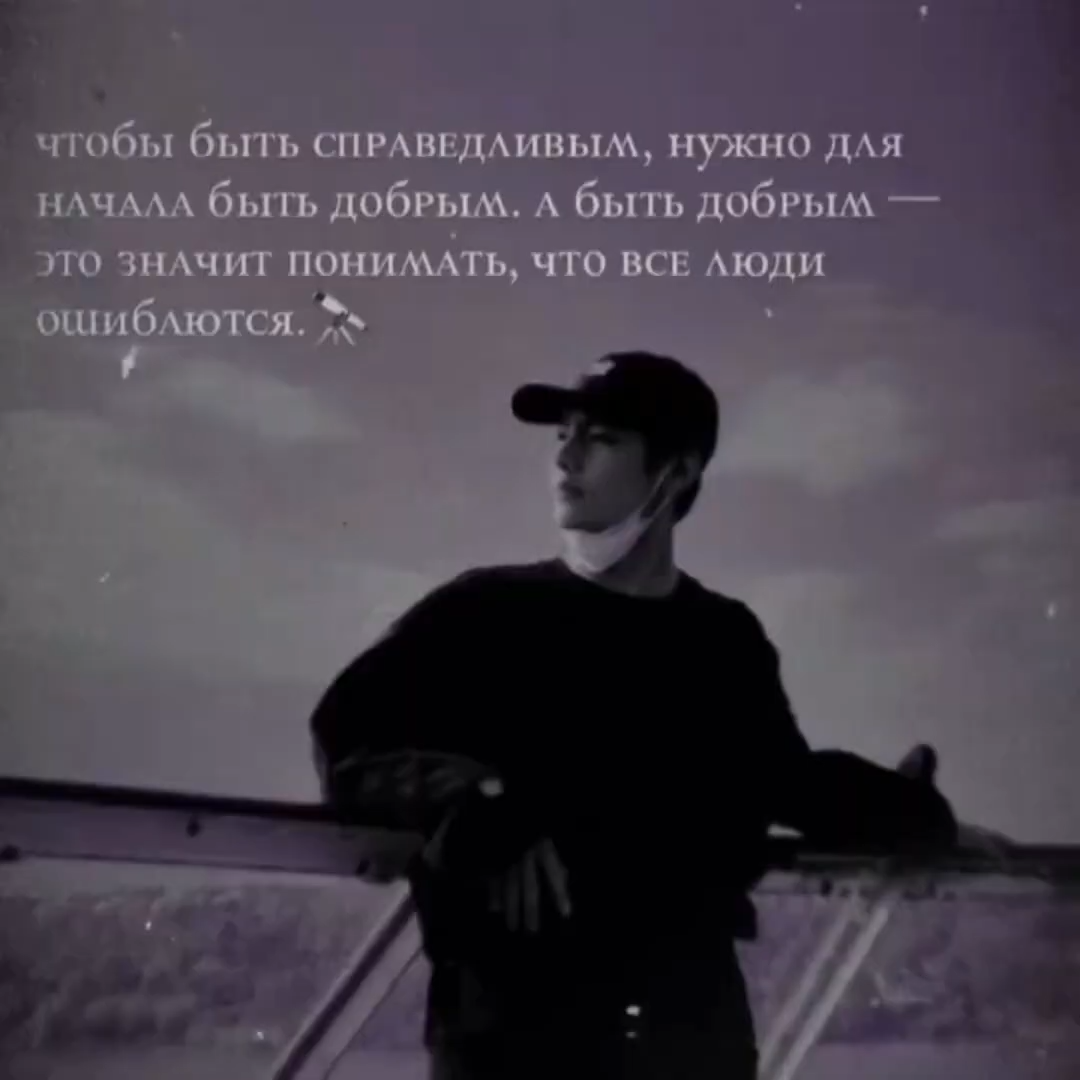 чтобы быть справедливым, нужно для
начала быть добрым. а быть добрым —
это значит понимать, что все люди
ошиблются.